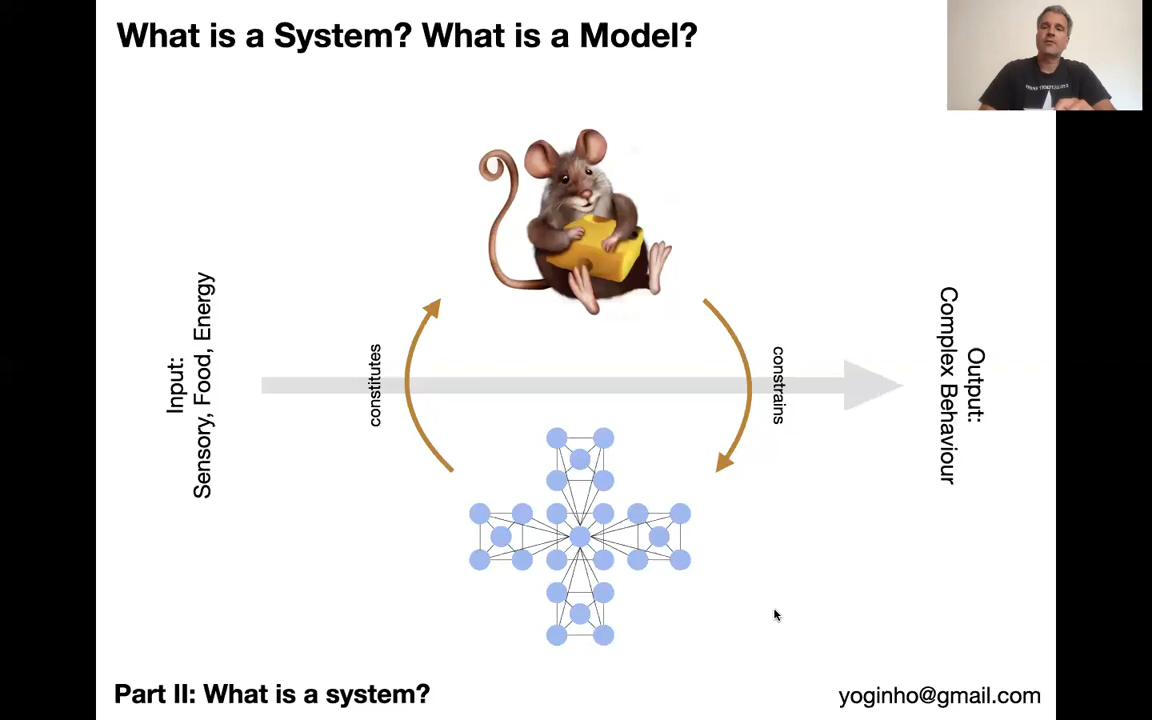 What is a System? What is a Model?
Input:
Sensory, Food, Energy
constitutes
constrains
Output:
Complex Behaviour
Part II: What is a system?
yoginho@gmail.com